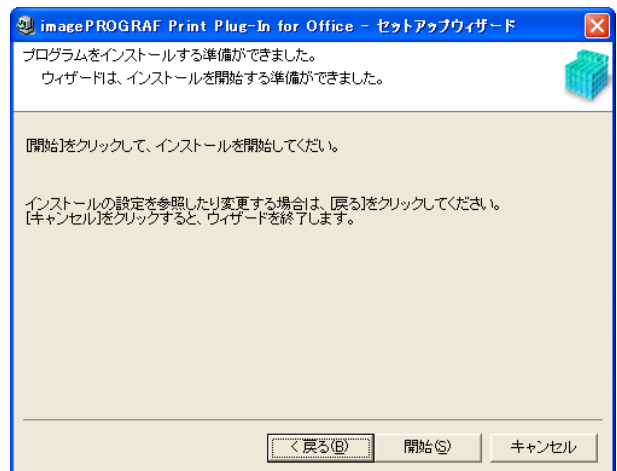 imagePROGRAF Print Plug-In for Office - セットアップウィザード
プログラムをインストールする準備ができました。
ウィザードは、インストールを開始する準備ができました。
[開始]をクリックして、インストールを開始してくだい。
インストールの設定を参照したり変更する場合は、[戻る]をクリックしてください。
[キャンセル]をクリックすると、ウィザードを終了します。
< 戻る(B)
開始(S)
キャンセル